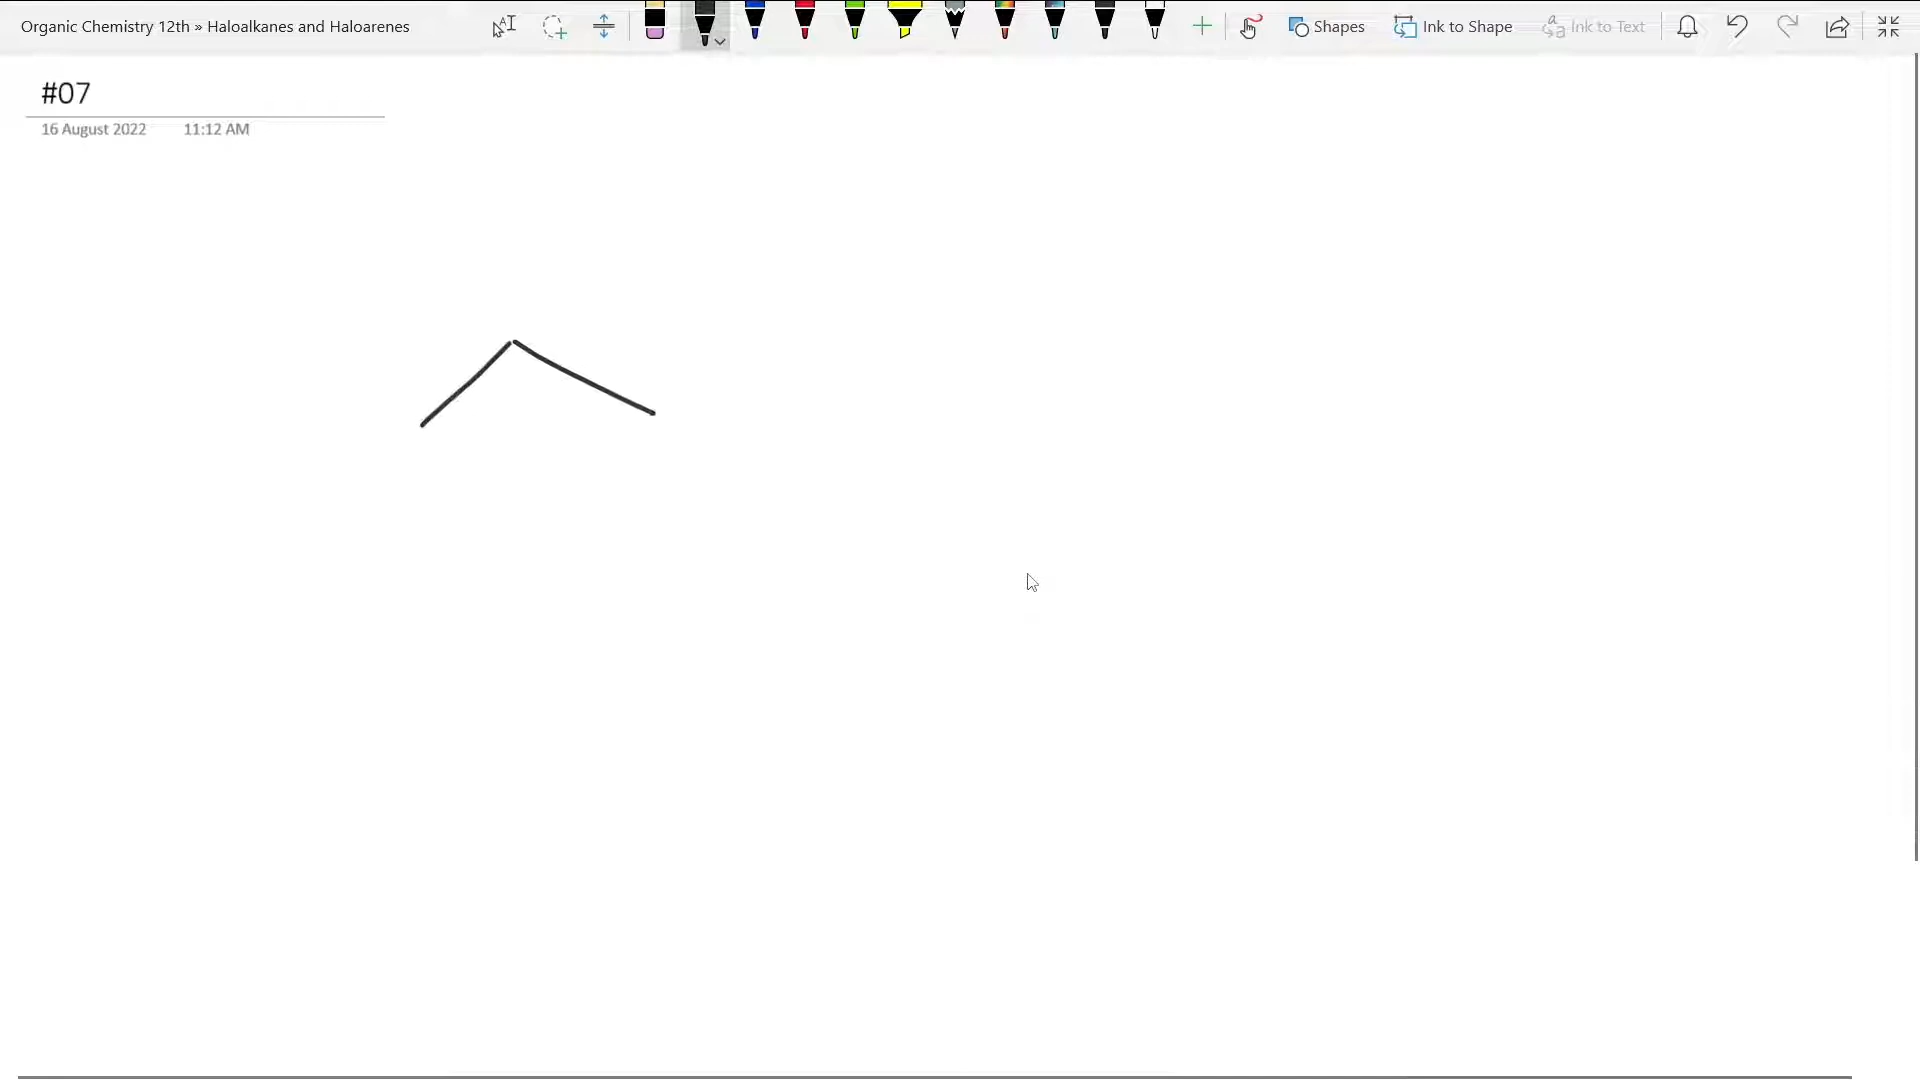 Organic Chemistry 12th » Haloalkanes and Haloarenes
Shapes
Ink to Shape
Ink to Text
#07
16 August 2022 11:12 AM